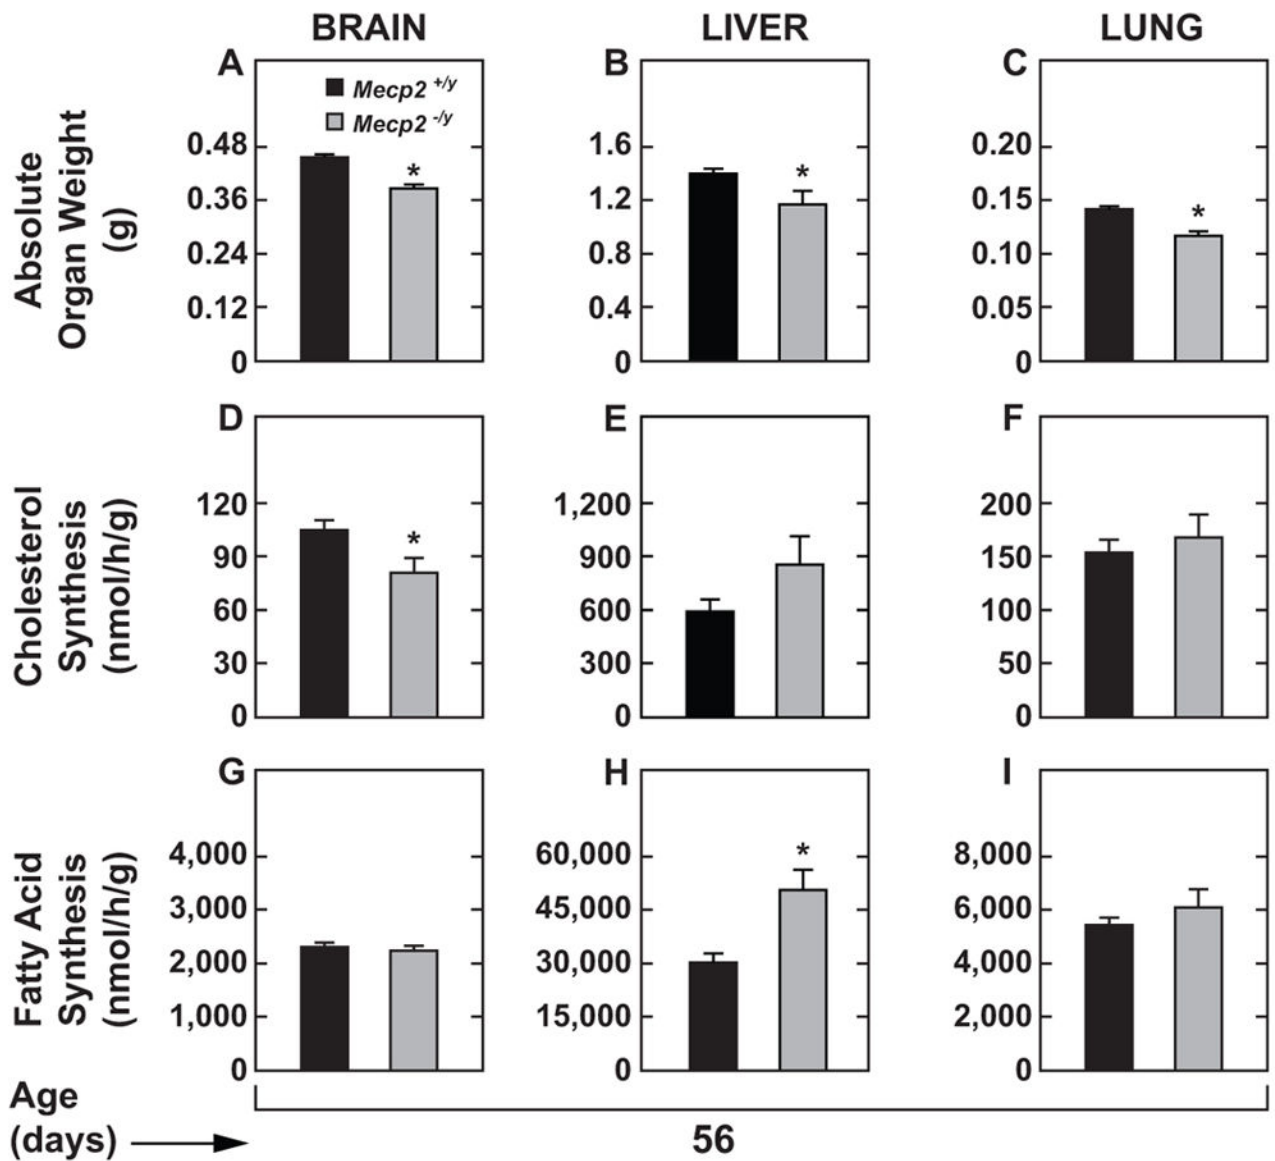 BRAIN LIVER LUNG
A B C
Mecp2 +/y
Mecp2 -/y
Absolute
Organ Weight
(g)
0.48 1.6 0.20
0.36 1.2 0.15
0.24 0.8 0.10
0.12 0.4 0.05
0 0 0
* * *
D E F
Cholesterol
Synthesis
(nmol/h/g)
120 1,200 200
90 900 150
60 600 100
30 300 50
0 0 0
*
G H I
Fatty Acid
Synthesis
(nmol/h/g)
4,000 60,000 8,000
3,000 45,000 6,000
2,000 30,000 4,000
1,000 15,000 2,000
0 0 0
*
Age
(days)
56